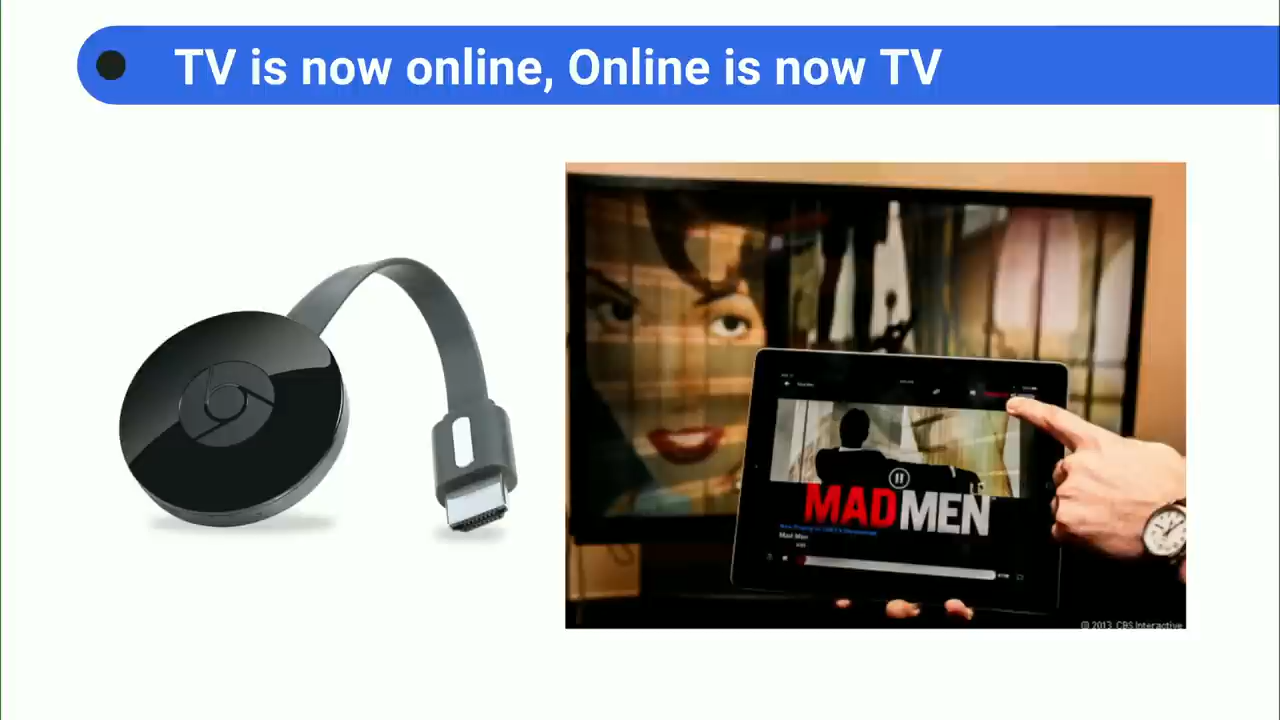 TV is now online, Online is now TV
MAD MEN
Mad Men
© 2013 CBS Interactive